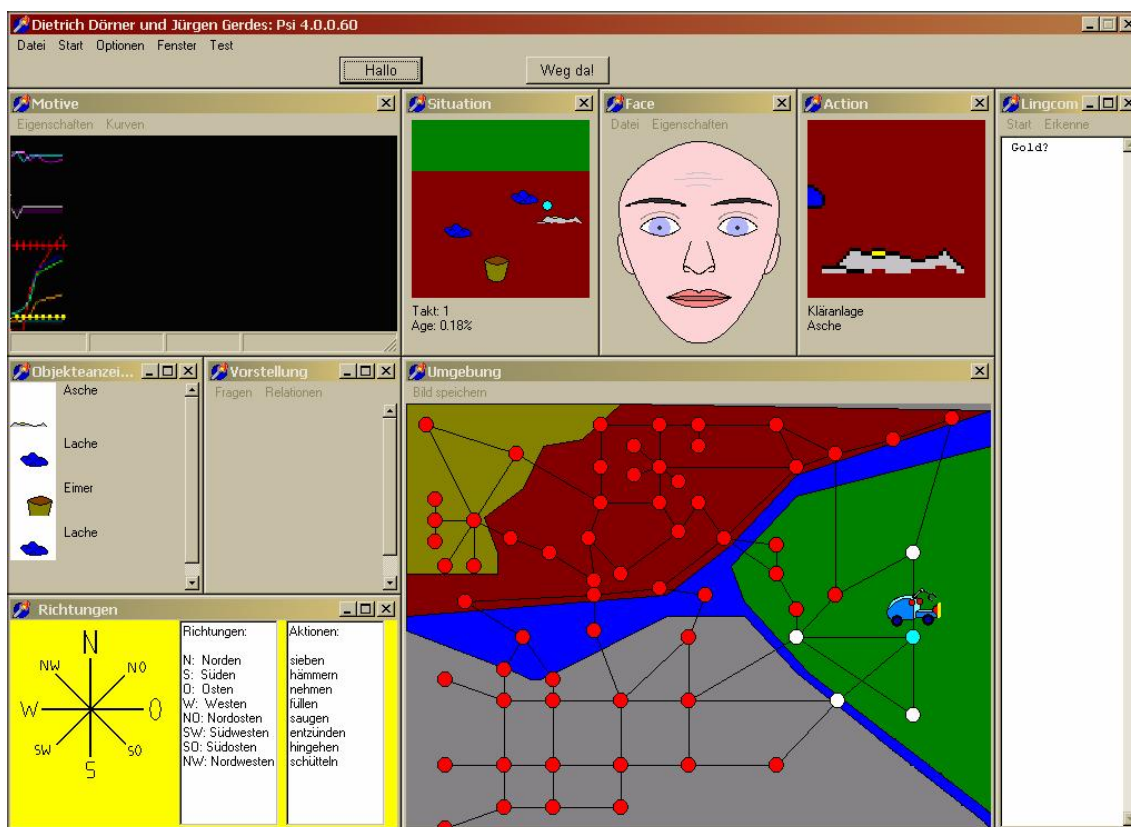 Dietrich Dörner und Jürgen Gerdes: Psi 4.0.0.60
Datei Start Optionen Fenster Test
Hallo Weg da!
Motive
Eigenschaften Kurven
Situation
Takt: 1
Age: 0.18%
Face
Datei Eigenschaften
Action
Kläranlage
Asche
Lingcom
Start Erkenne
Gold?
Objekteanzei...
Asche
Lache
Eimer
Lache
Vorstellung
Fragen Relationen
Umgebung
Bild speichern
Richtungen
N
NW NO
W O
SW SO
S
Richtungen:
N: Norden
S: Süden
O: Osten
W: Westen
NO: Nordosten
SW: Südwesten
SO: Südosten
NW: Nordwesten
Aktionen:
sieben
hämmern
nehmen
füllen
saugen
entzünden
hingehen
schütteln